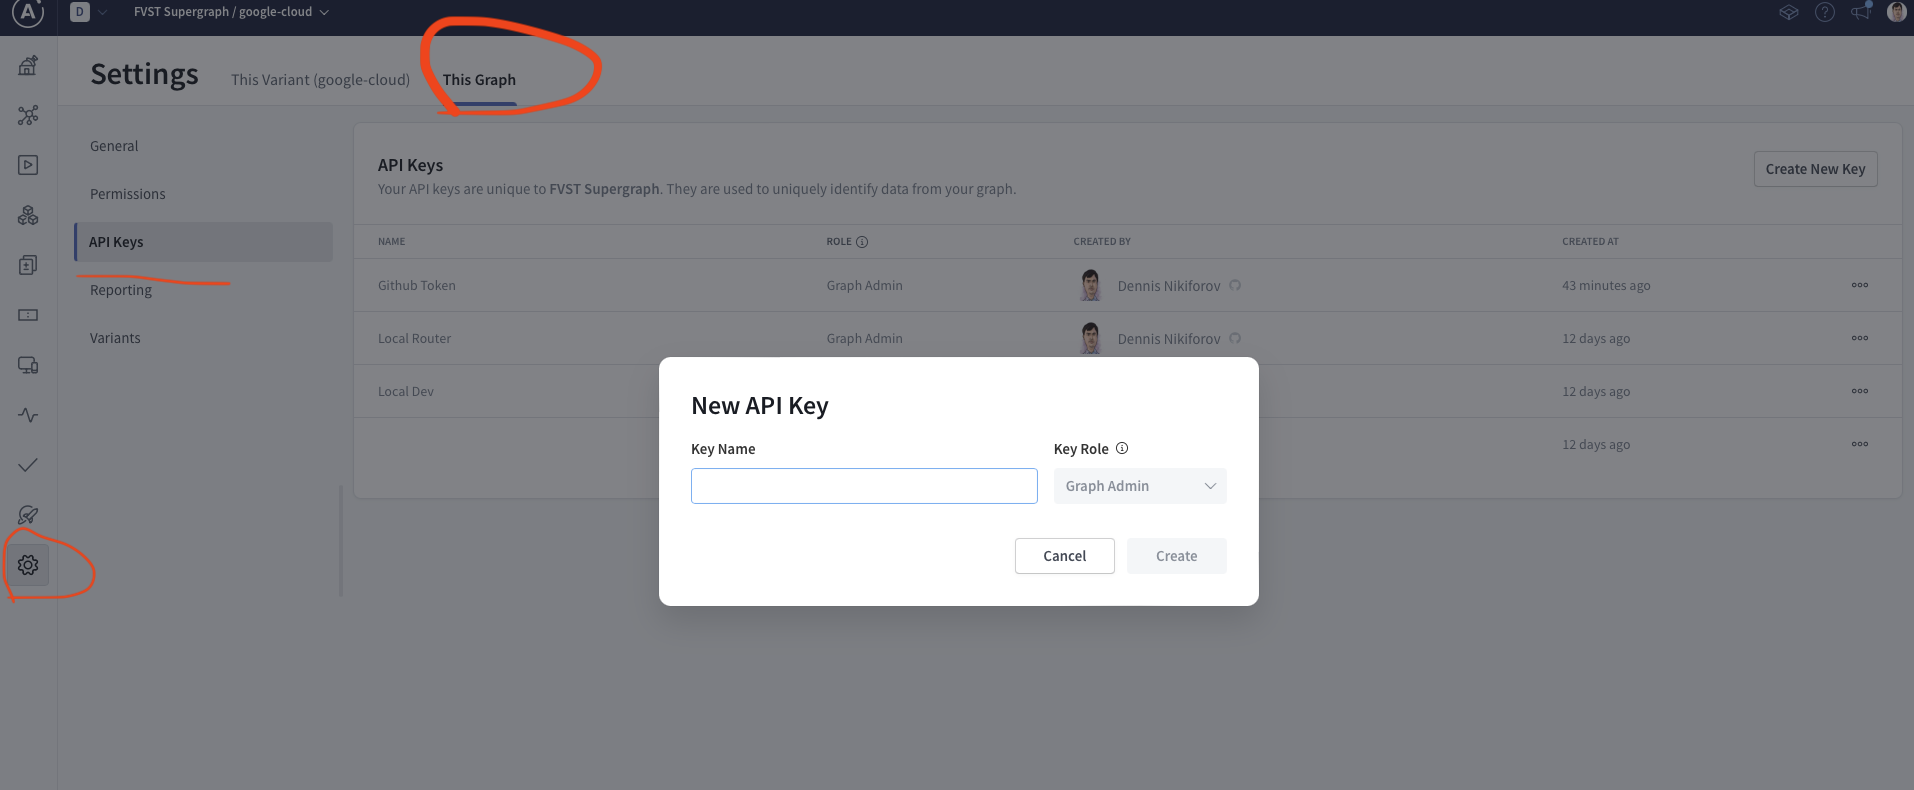 D
FVST Supergraph / google-cloud
Settings
This Variant (google-cloud)
This Graph
General
Permissions
API Keys
Reporting
Variants
API Keys
Your API keys are unique to FVST Supergraph. They are used to uniquely identify data from your graph.
Create New Key
NAME ROLE CREATED BY CREATED AT
Github Token Graph Admin Dennis Nikiforov 43 minutes ago
Local Router Graph Admin Dennis Nikiforov 12 days ago
Local Dev 12 days ago
12 days ago
New API Key
Key Name
Key Role
Graph Admin
Cancel
Create